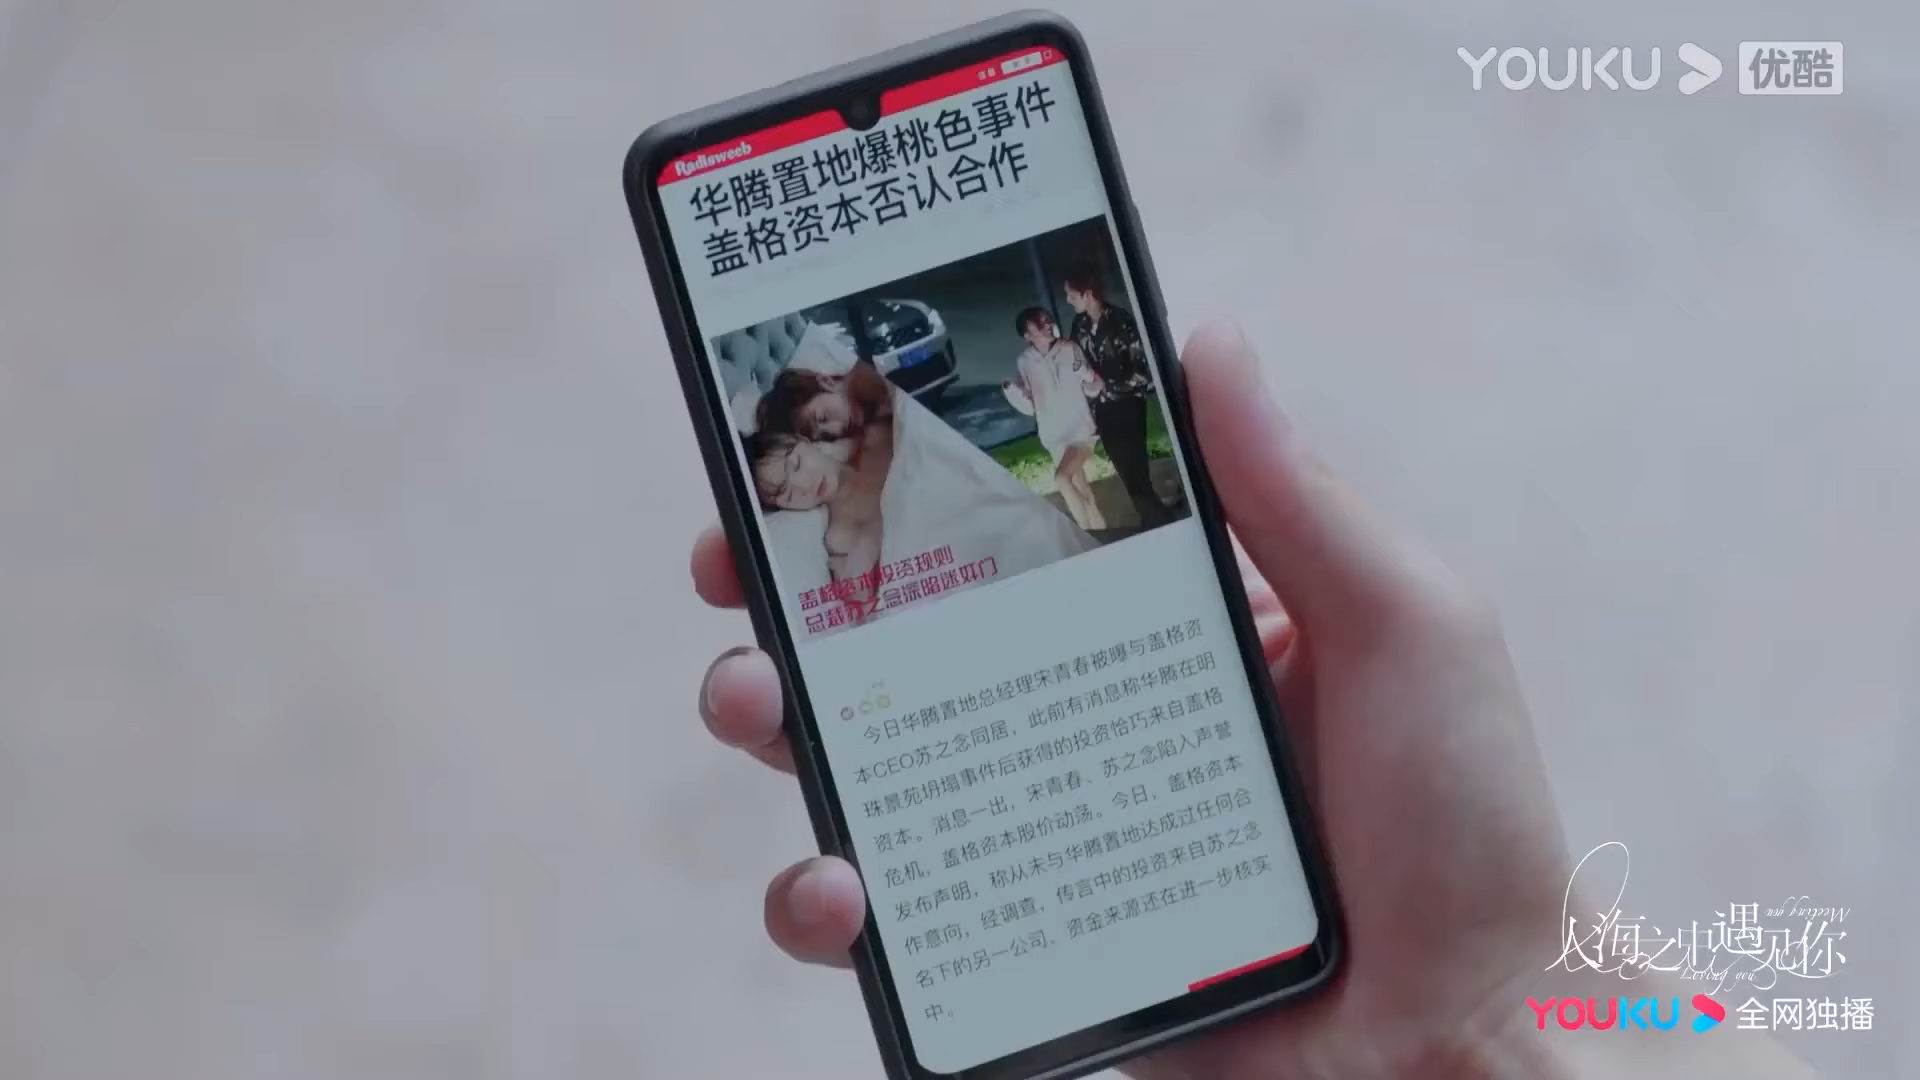 YOUKU 优酷
Radisweeb
华腾置地爆桃色事件
盖格资本否认合作
盖格资本投资规则
总裁苏之念深陷迷奸门
今日华腾置地总经理宋青春被曝与盖格资
本CEO苏之念同居，此前有消息称华腾在明
珠景苑坍塌事件后获得的投资恰巧来自盖格
资本。消息一出，宋青春、苏之念陷入声誉
危机，盖格资本股价动荡。今日，盖格资本
发布声明，称从未与华腾置地达成过任何合
作意向，经调查，传言中的投资来自苏之念
名下的另一公司，资金来源还在进一步核实
中。
Meeting you
人海之中遇见你
Loving you
YOUKU 全网独播